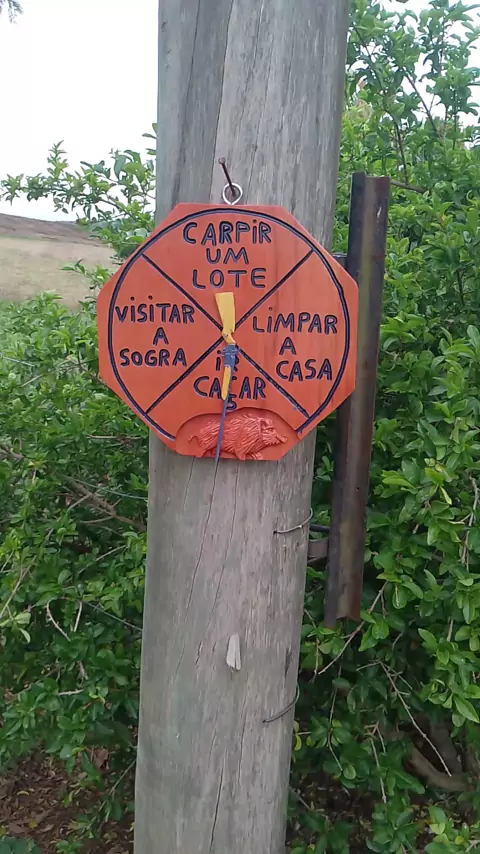 CARPIR
UM
LOTE
VISITAR
A
SOGRA
LIMPAR
A
CASA
IR
CAÇAR